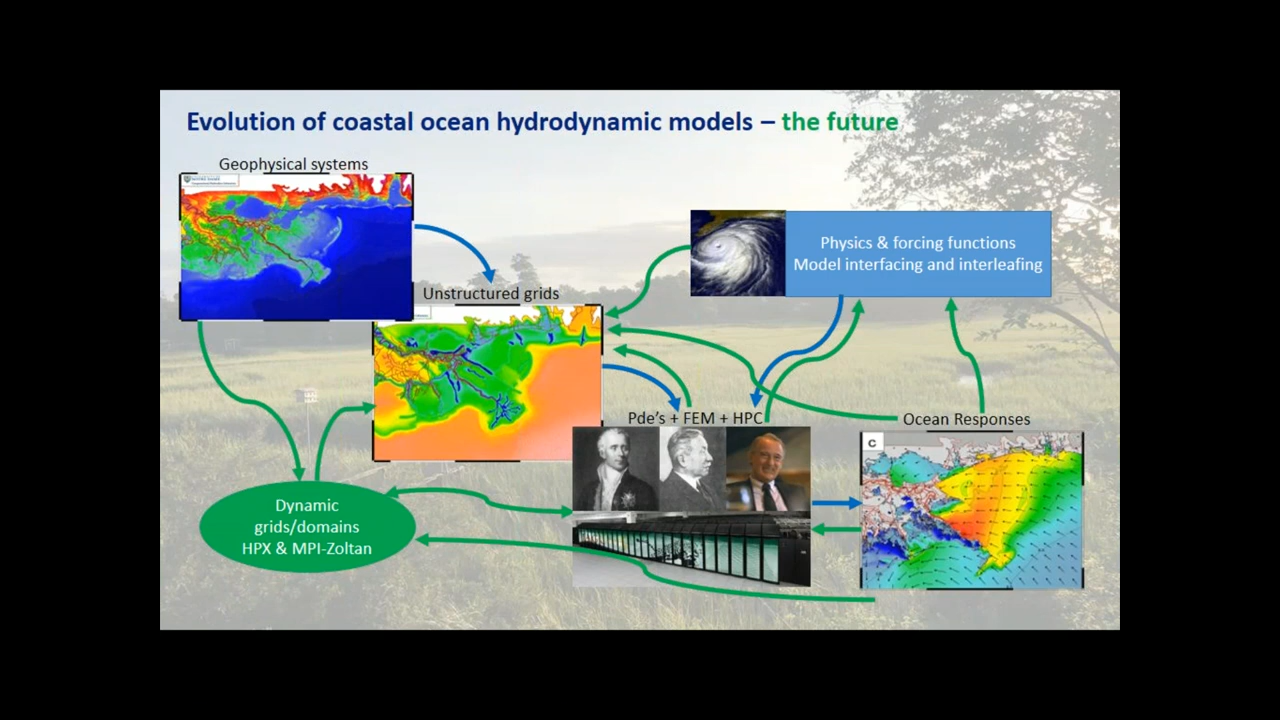 Evolution of coastal ocean hydrodynamic models – the future
Geophysical systems
Physics & forcing functions
Model interfacing and interleafing
Unstructured grids
Pde's + FEM + HPC
Ocean Responses
C
Dynamic
grids/domains
HPX & MPI-Zoltan